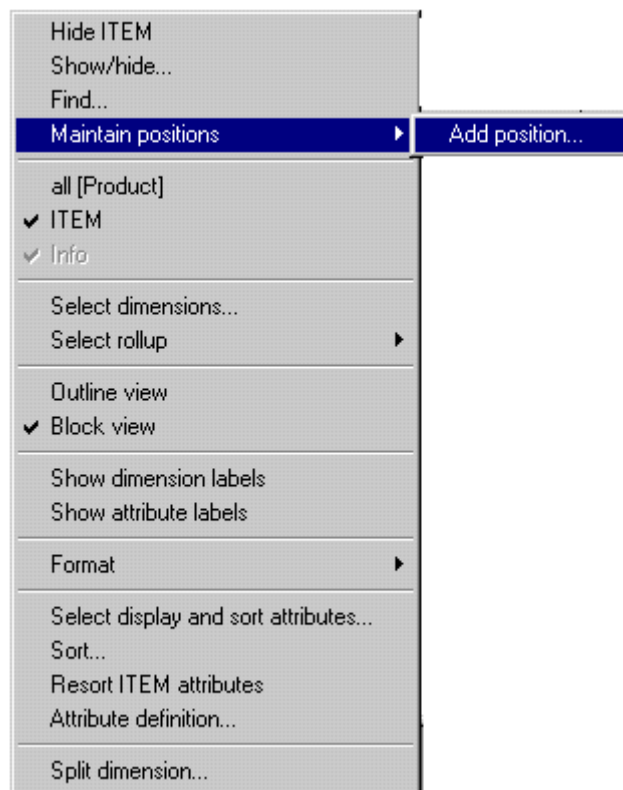 Hide ITEM
Show/hide...
Find...
Maintain positions
Add position...
all [Product]
ITEM
Info
Select dimensions...
Select rollup
Outline view
Block view
Show dimension labels
Show attribute labels
Format
Select display and sort attributes...
Sort...
Resort ITEM attributes
Attribute definition...
Split dimension...